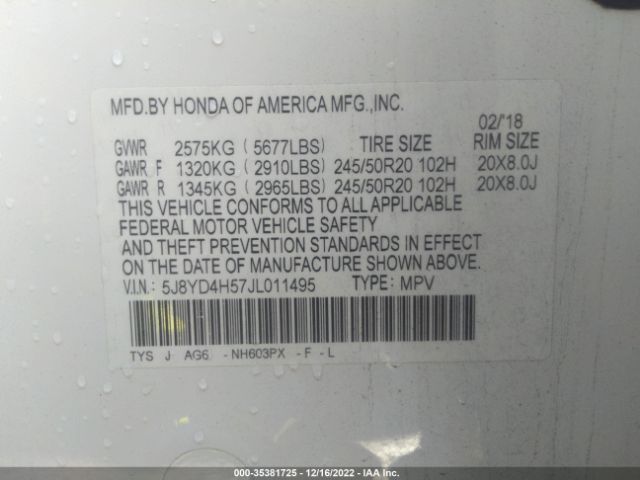 MFD.BY HONDA OF AMERICA MFG.,INC.
02/'18
GVWR 2575KG ( 5677LBS) TIRE SIZE RIM SIZE
GAWR F 1320KG ( 2910LBS) 245/50R20 102H 20X8.0J
GAWR R 1345KG ( 2965LBS) 245/50R20 102H 20X8.0J
THIS VEHICLE CONFORMS TO ALL APPLICABLE
FEDERAL MOTOR VEHICLE SAFETY
AND THEFT PREVENTION STANDARDS IN EFFECT
ON THE DATE OF MANUFACTURE SHOWN ABOVE.
V.I.N.: 5J8YD4H57JL011495 TYPE: MPV
TYS J AG6 -NH603PX -F -L
000-35381725 - 12/16/2022 - IAA Inc.